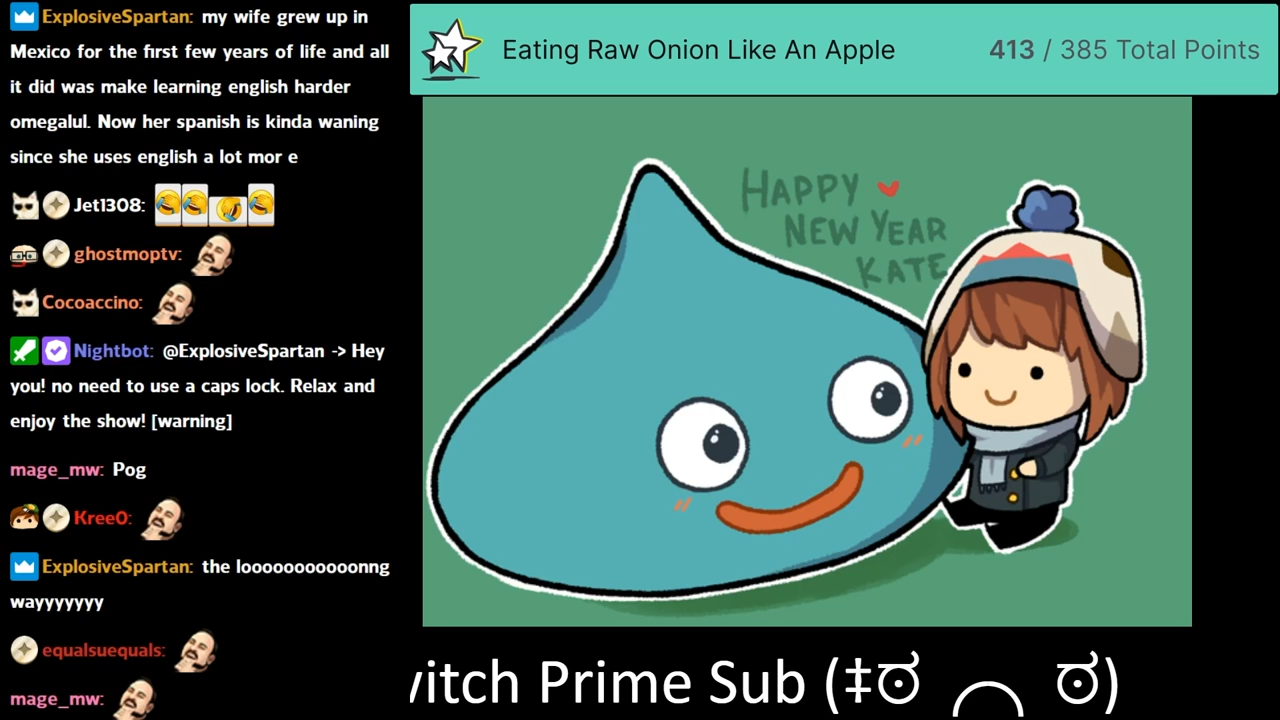 ExplosiveSpartan: my wife grew up in
Mexico for the first few years of life and all
it did was make learning english harder
omegalul. Now her spanish is kinda waning
since she uses english a lot mor e
Jet1308:
ghostmoptv:
Cocoaccino:
Nightbot: @ExplosiveSpartan -> Hey
you! no need to use a caps lock. Relax and
enjoy the show! [warning]
mage_mw: Pog
Kree0:
ExplosiveSpartan: the looooooooooonng
wayyyyyyy
equalsuequals:
mage_mw:
Eating Raw Onion Like An Apple
413 / 385 Total Points
HAPPY
NEW YEAR
KATE
witch Prime Sub (‡ಠ ╭╮ ಠ)